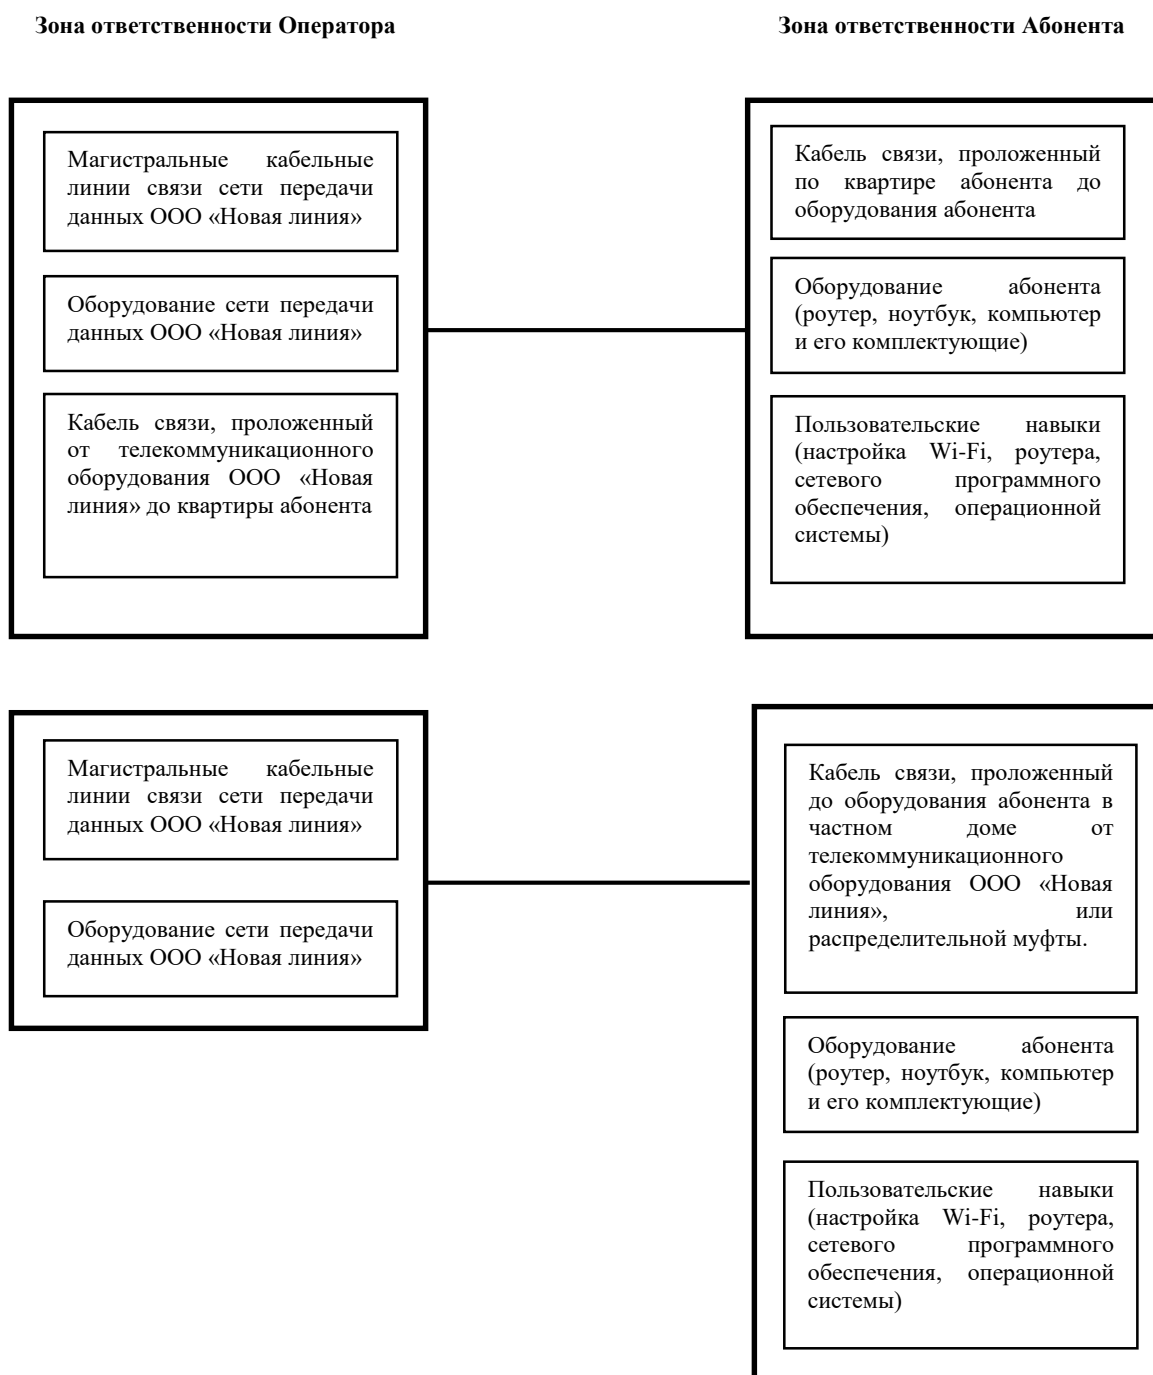 Зона ответственности Оператора
Зона ответственности Абонента
Магистральные кабельные
линии связи сети передачи
данных ООО «Новая линия»
Оборудование сети передачи
данных ООО «Новая линия»
Кабель связи, проложенный
от телекоммуникационного
оборудования ООО «Новая
линия» до квартиры абонента
Кабель связи, проложенный
по квартире абонента до
оборудования абонента
Оборудование абонента
(роутер, ноутбук, компьютер
и его комплектующие)
Пользовательские навыки
(настройка Wi-Fi, роутера,
сетевого программного
обеспечения, операционной
системы)
Магистральные кабельные
линии связи сети передачи
данных ООО «Новая линия»
Оборудование сети передачи
данных ООО «Новая линия»
Кабель связи, проложенный
до оборудования абонента в
частном доме от
телекоммуникационного
оборудования ООО «Новая
линия», или
распределительной муфты.
Оборудование абонента
(роутер, ноутбук, компьютер
и его комплектующие)
Пользовательские навыки
(настройка Wi-Fi, роутера,
сетевого программного
обеспечения, операционной
системы)